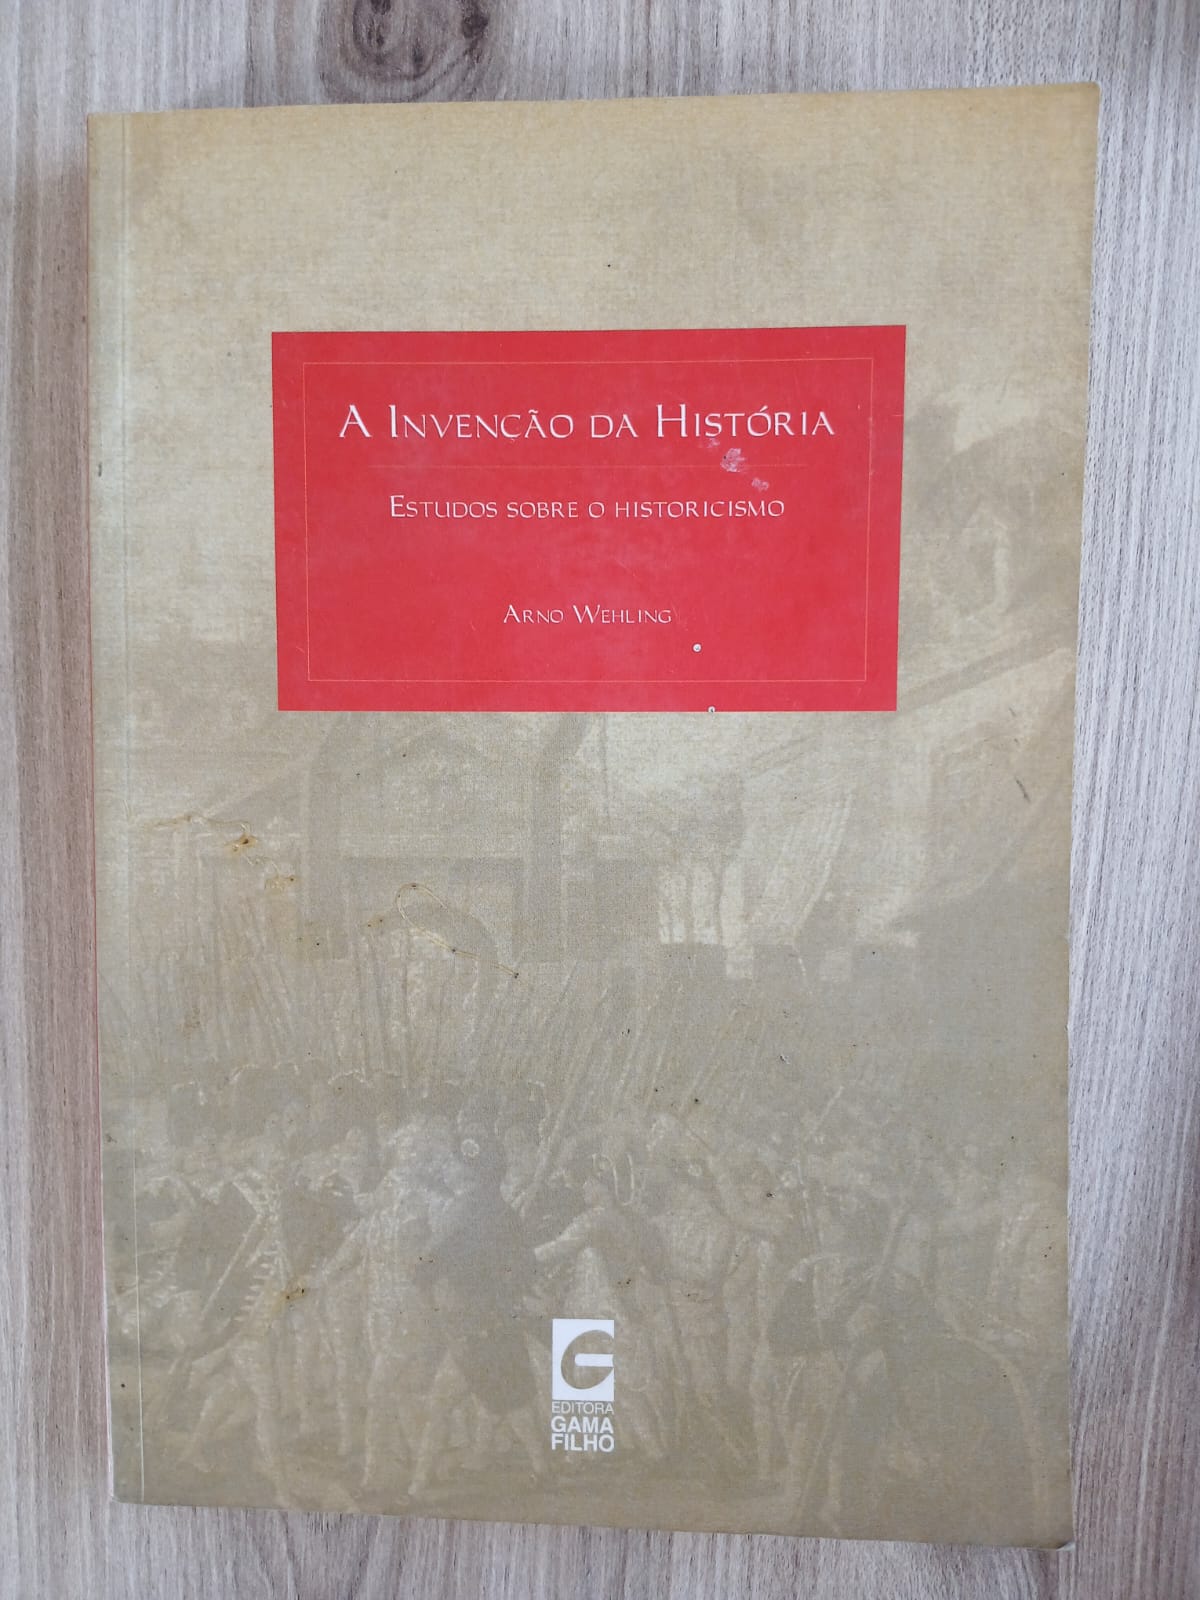 A Invenção da História
Estudos sobre o historicismo
Arno Wehling
EDITORA
GAMA
FILHO